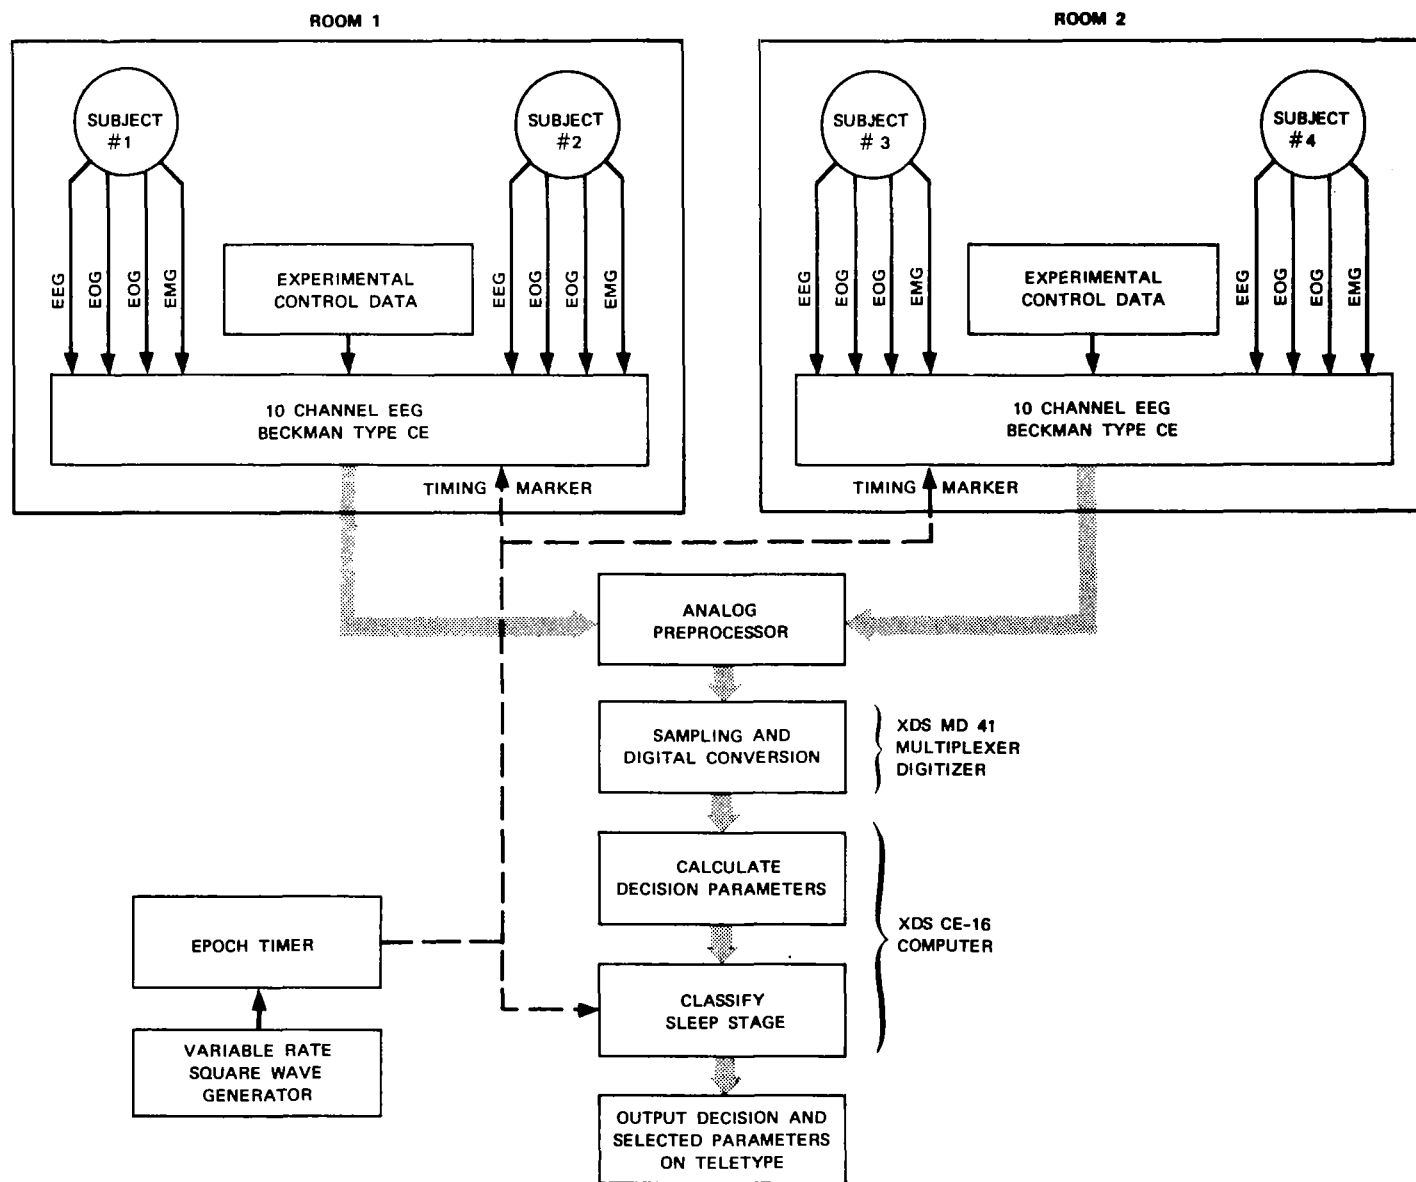 ROOM 1
ROOM 2
SUBJECT
#1
SUBJECT
#2
SUBJECT
#3
SUBJECT
#4
EEG
EOG
EOG
EMG
EXPERIMENTAL
CONTROL DATA
EEG
EOG
EOG
EMG
EEG
EOG
EOG
EMG
EXPERIMENTAL
CONTROL DATA
EEG
EOG
EOG
EMG
10 CHANNEL EEG
BECKMAN TYPE CE
10 CHANNEL EEG
BECKMAN TYPE CE
TIMING MARKER
TIMING MARKER
ANALOG
PREPROCESSOR
SAMPLING AND
DIGITAL CONVERSION
XDS MD 41
MULTIPLEXER
DIGITIZER
CALCULATE
DECISION PARAMETERS
XDS CE-16
COMPUTER
EPOCH TIMER
CLASSIFY
SLEEP STAGE
VARIABLE RATE
SQUARE WAVE
GENERATOR
OUTPUT DECISION AND
SELECTED PARAMETERS
ON TELETYPE